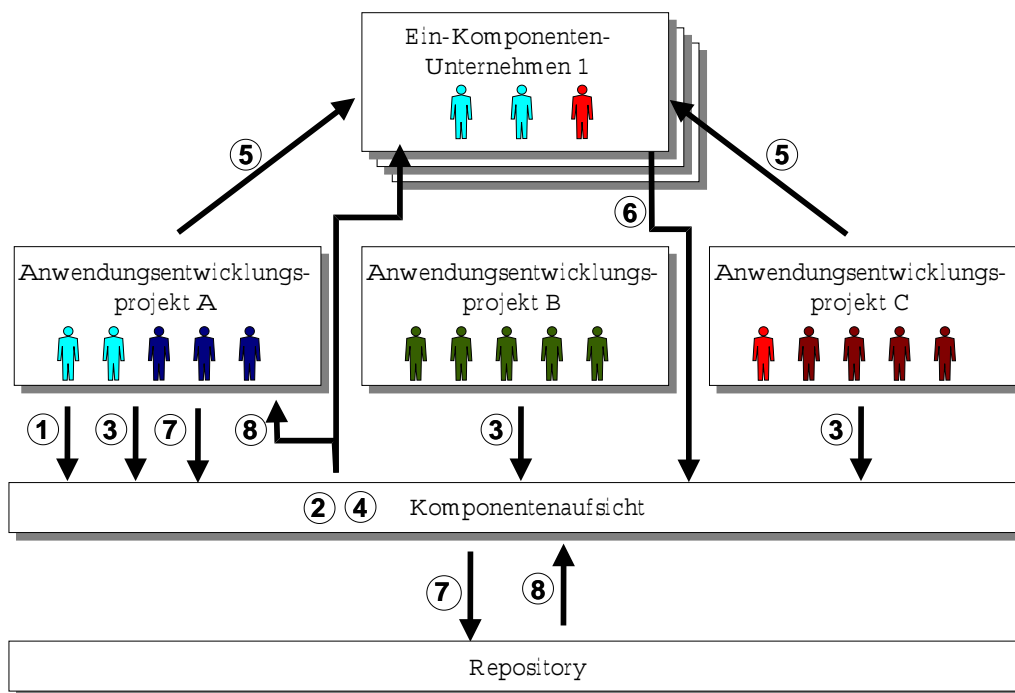 Ein-Komponenten-
Unternehmen 1
5
5
6
Anwendungsentwicklungs-
projekt A
Anwendungsentwicklungs-
projekt B
Anwendungsentwicklungs-
projekt C
1
3
7
8
3
3
2 4 Komponentenaufsicht
7
8
Repository